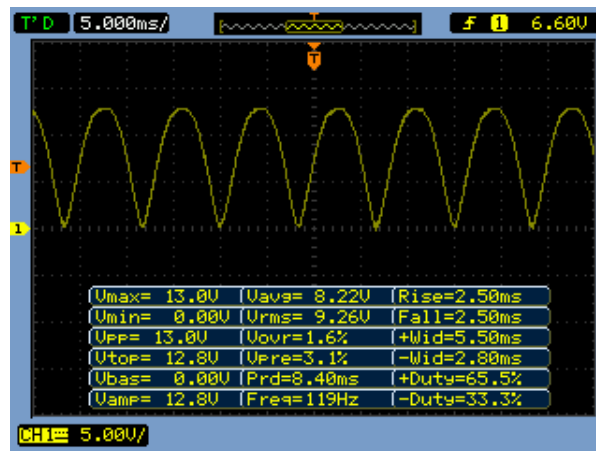 T'D 5.000ms/ T f 1 6.60V
T
T
1
Vmax= 13.0V Vavg= 8.22V Rise=2.50ms
Vmin= 0.00V Vrms= 9.26V Fall=2.50ms
VPP= 13.0V Vovr=1.6% +Wid=5.50ms
Vtop= 12.8V Vpre=3.1% -Wid=2.80ms
Vbas= 0.00V Prd=8.40ms +Duty=65.5%
Vamp= 12.8V Freq=119Hz -Duty=33.3%
CH1 5.00V/